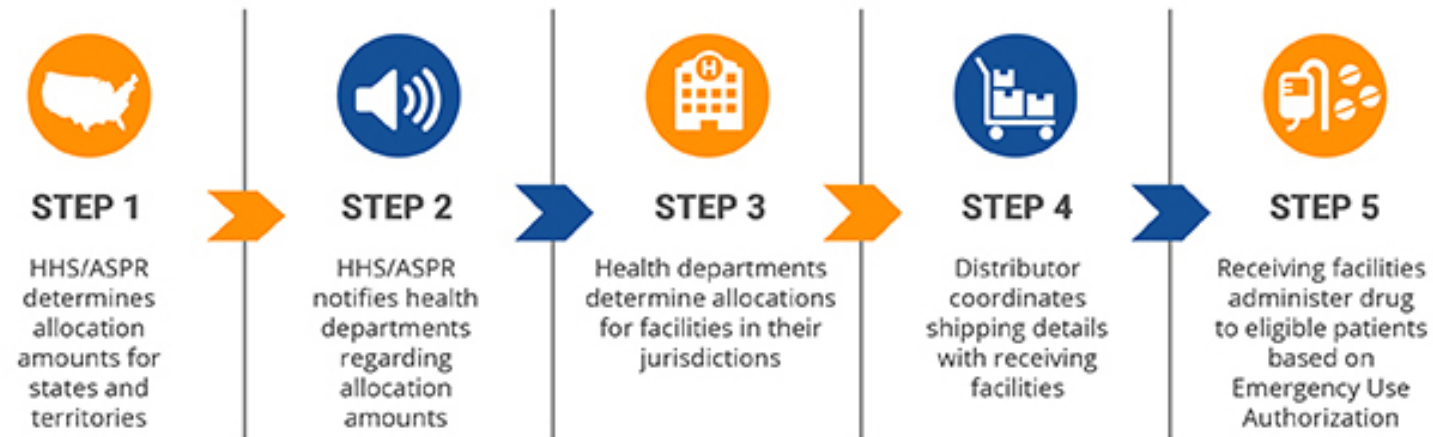 H
STEP 1
HHS/ASPR
determines
allocation
amounts for
states and
territories
STEP 2
HHS/ASPR
notifies health
departments
regarding
allocation
amounts
STEP 3
Health departments
determine allocations
for facilities in their
jurisdictions
STEP 4
Distributor
coordinates
shipping details
with receiving
facilities
STEP 5
Receiving facilities
administer drug
to eligible patients
based on
Emergency Use
Authorization